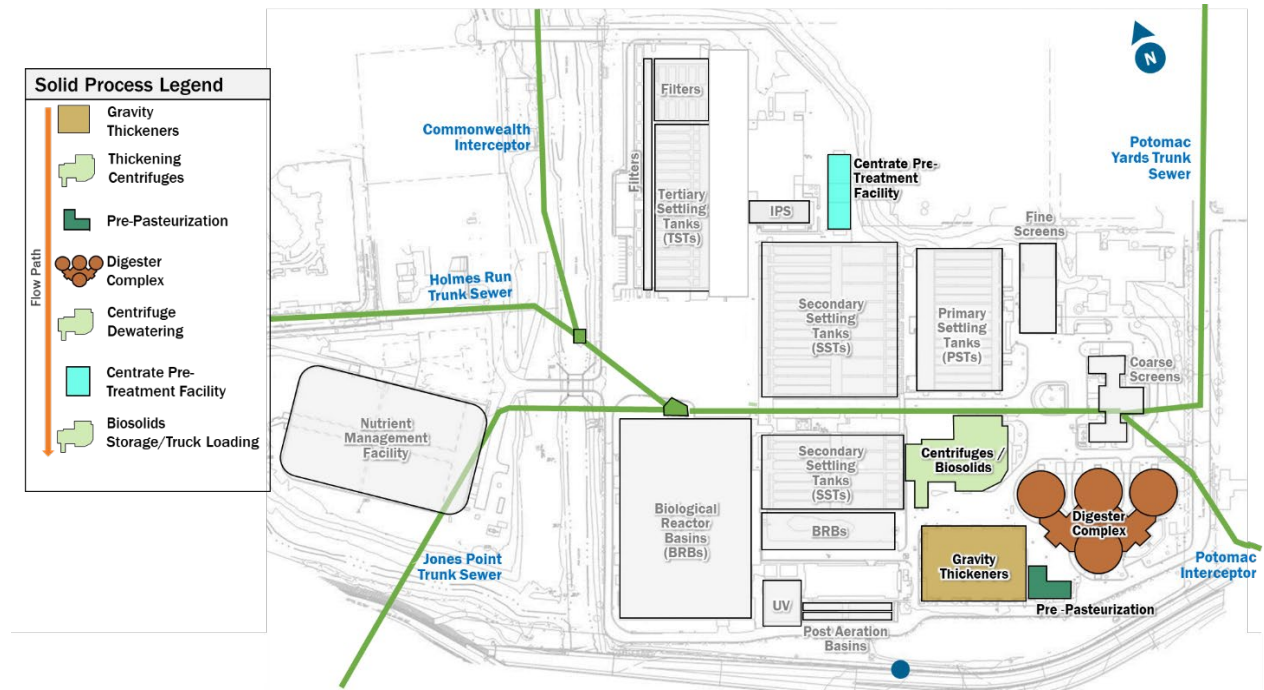 Solid Process Legend
Flow Path
Gravity
Thickeners
Thickening
Centrifuges
Pre-Pasteurization
Digester
Complex
Centrifuge
Dewatering
Centrate Pre-
Treatment Facility
Biosolids
Storage/Truck Loading
N
Commonwealth
Interceptor
Filters
Filters
Tertiary
Settling
Tanks
(TSTs)
IPS
Centrate Pre-
Treatment
Facility
Potomac
Yards Trunk
Sewer
Fine
Screens
Holmes Run
Trunk Sewer
Secondary
Settling
Tanks
(SSTs)
Primary
Settling
Tanks
(PSTs)
Coarse
Screens
Nutrient
Management
Facility
Secondary
Settling
Tanks
(SSTs)
Centrifuges /
Biosolids
Biological
Reactor
Basins
(BRBs)
BRBs
Digester
Complex
Gravity
Thickeners
Jones Point
Trunk Sewer
Potomac
Interceptor
UV
Pre -Pasteurization
Post Aeration
Basins